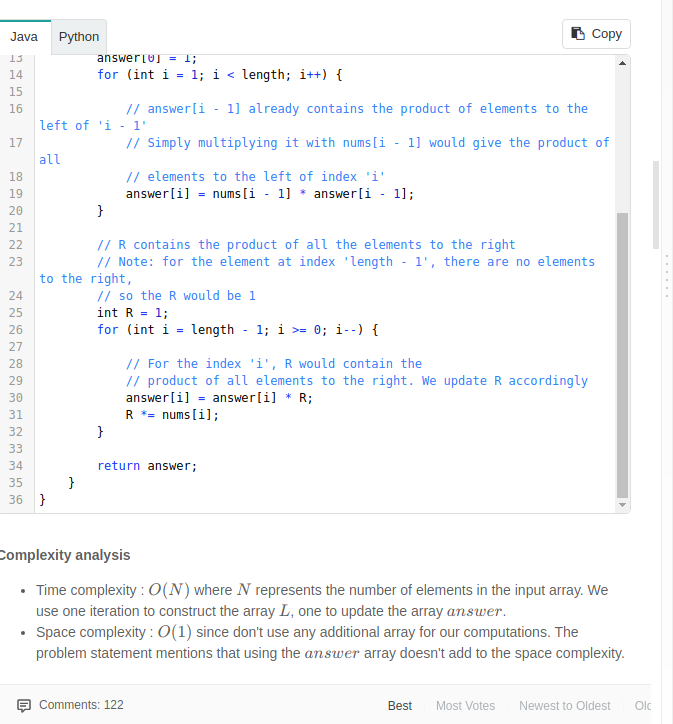 Java Python Copy
13 answer[0] = 1;
14 for (int i = 1; i < length; i++) {
15
16 // answer[i - 1] already contains the product of elements to the
left of 'i - 1'
17 // Simply multiplying it with nums[i - 1] would give the product of
all
18 // elements to the left of index 'i'
19 answer[i] = nums[i - 1] * answer[i - 1];
20 }
21
22 // R contains the product of all the elements to the right
23 // Note: for the element at index 'length - 1', there are no elements
to the right,
24 // so the R would be 1
25 int R = 1;
26 for (int i = length - 1; i >= 0; i--) {
27
28 // For the index 'i', R would contain the
29 // product of all elements to the right. We update R accordingly
30 answer[i] = answer[i] * R;
31 R *= nums[i];
32 }
33
34 return answer;
35 }
36 }
Complexity analysis
• Time complexity : O(N) where N represents the number of elements in the input array. We
use one iteration to construct the array L, one to update the array answer.
• Space complexity : O(1) since don't use any additional array for our computations. The
problem statement mentions that using the answer array doesn't add to the space complexity.
Comments: 122 Best Most Votes Newest to Oldest